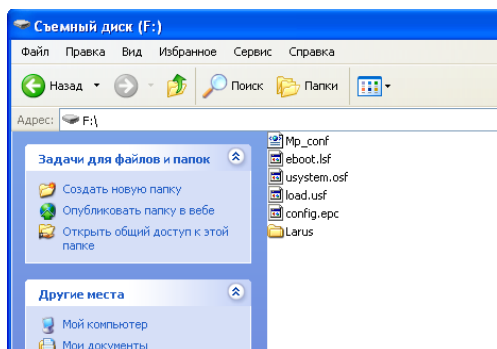 Съемный диск (F:)
Файл Правка Вид Избранное Сервис Справка
Назад Поиск Папки
Адрес: F:\
Задачи для файлов и папок
Создать новую папку
Опубликовать папку в вебе
Открыть общий доступ к этой
папке
Другие места
Мой компьютер
Мои документы
Mp_conf
eboot.lsf
usystem.osf
load.usf
config.epc
Larus